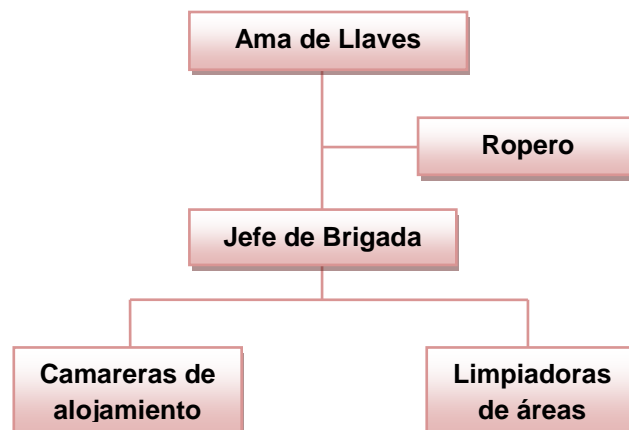 Ama de Llaves
Ropero
Jefe de Brigada
Camareras de
alojamiento
Limpiadoras
de áreas